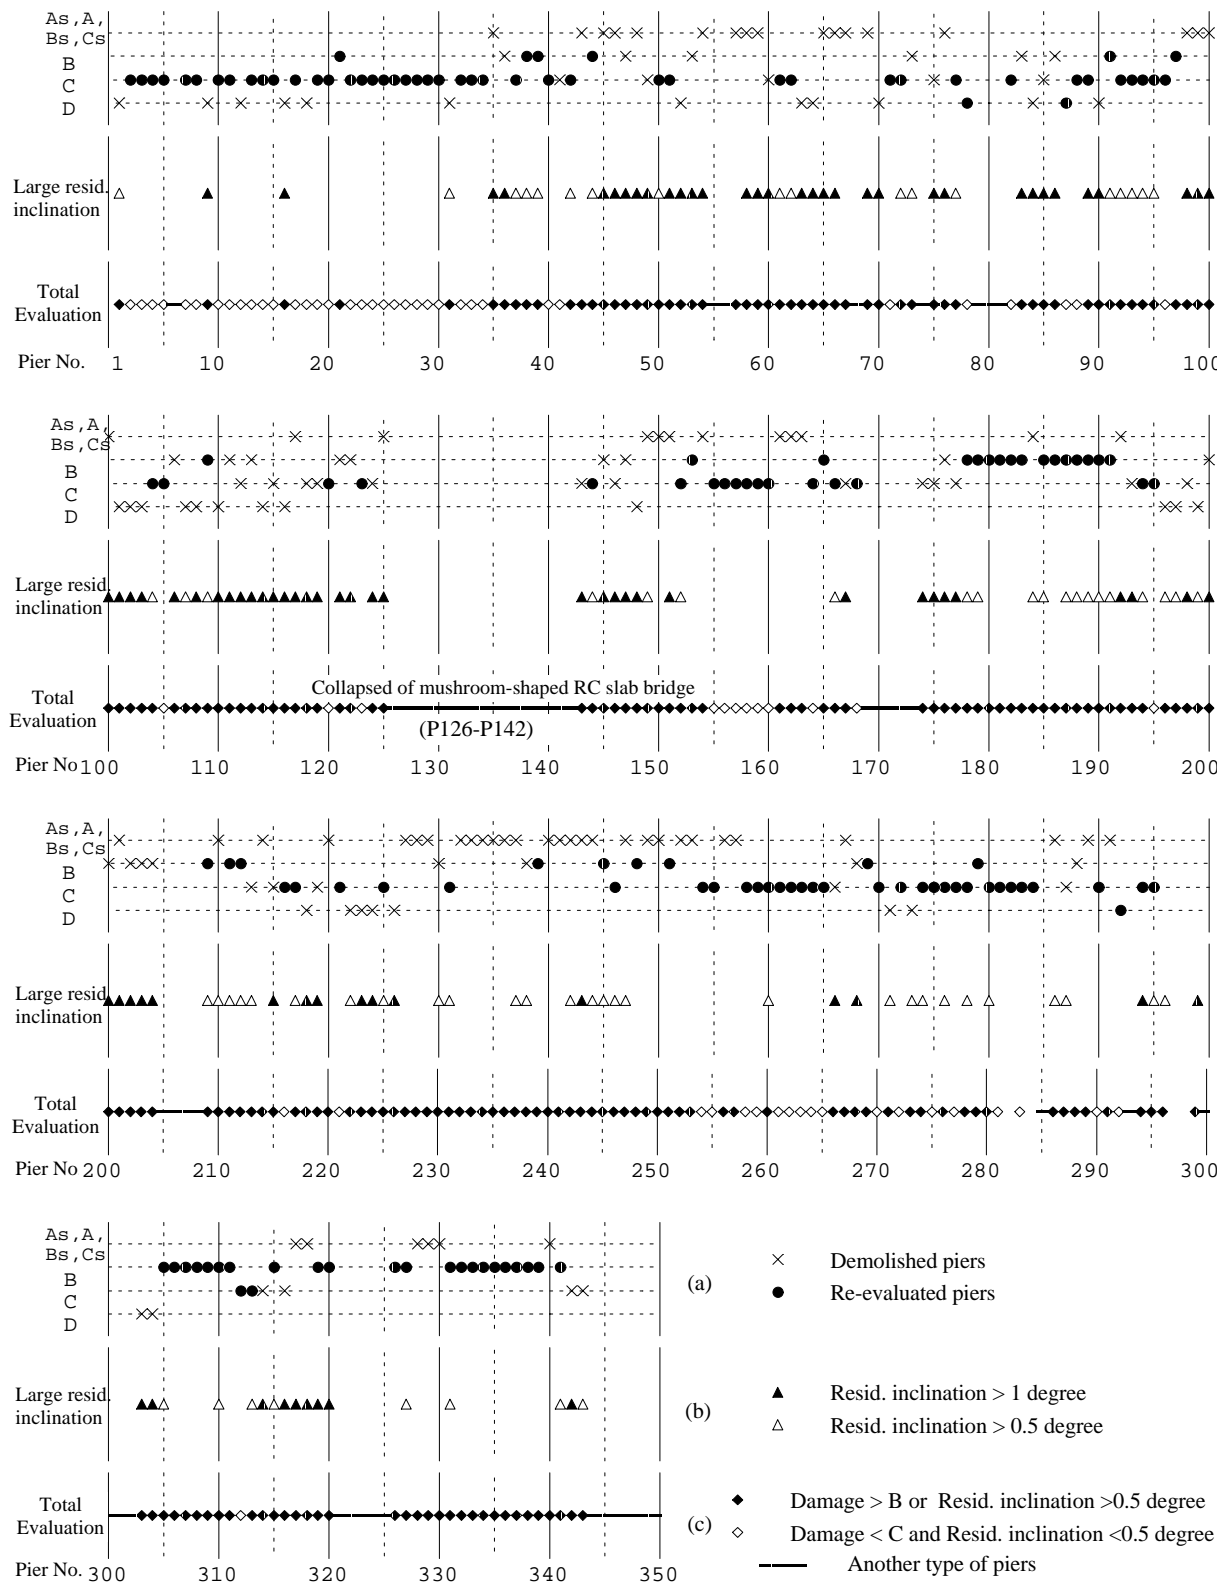 As,A,
Bs,Cs
B
C
D
Large resid.
inclination
Total
Evaluation
Pier No. 1 10 20 30 40 50 60 70 80 90 100
As,A,
Bs,Cs
B
C
D
Large resid.
inclination
Collapsed of mushroom-shaped RC slab bridge
Total
Evaluation
(P126-P142)
Pier No 100 110 120 130 140 150 160 170 180 190 200
As,A,
Bs,Cs
B
C
D
Large resid.
inclination
Total
Evaluation
Pier No 200 210 220 230 240 250 260 270 280 290 300
As,A,
Bs,Cs
B
C
D
(a)
Demolished piers
Re-evaluated piers
Large resid.
inclination
(b)
Resid. inclination > 1 degree
Resid. inclination > 0.5 degree
Total
Evaluation
(c)
Damage > B or Resid. inclination >0.5 degree
Damage < C and Resid. inclination <0.5 degree
Another type of piers
Pier No. 300 310 320 330 340 350